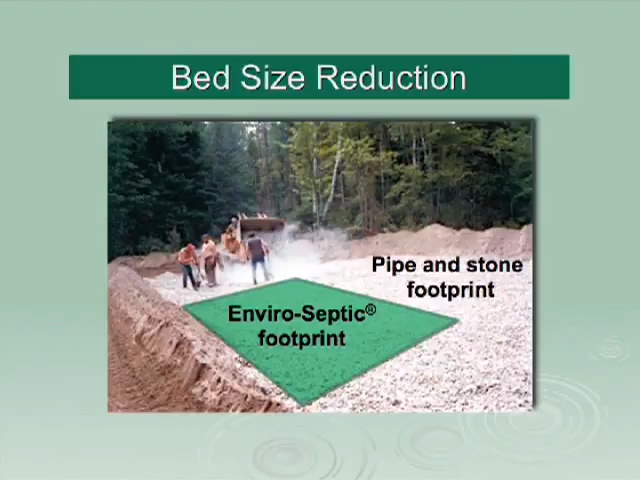 Bed Size Reduction
Pipe and stone
footprint
Enviro-Septic®
footprint